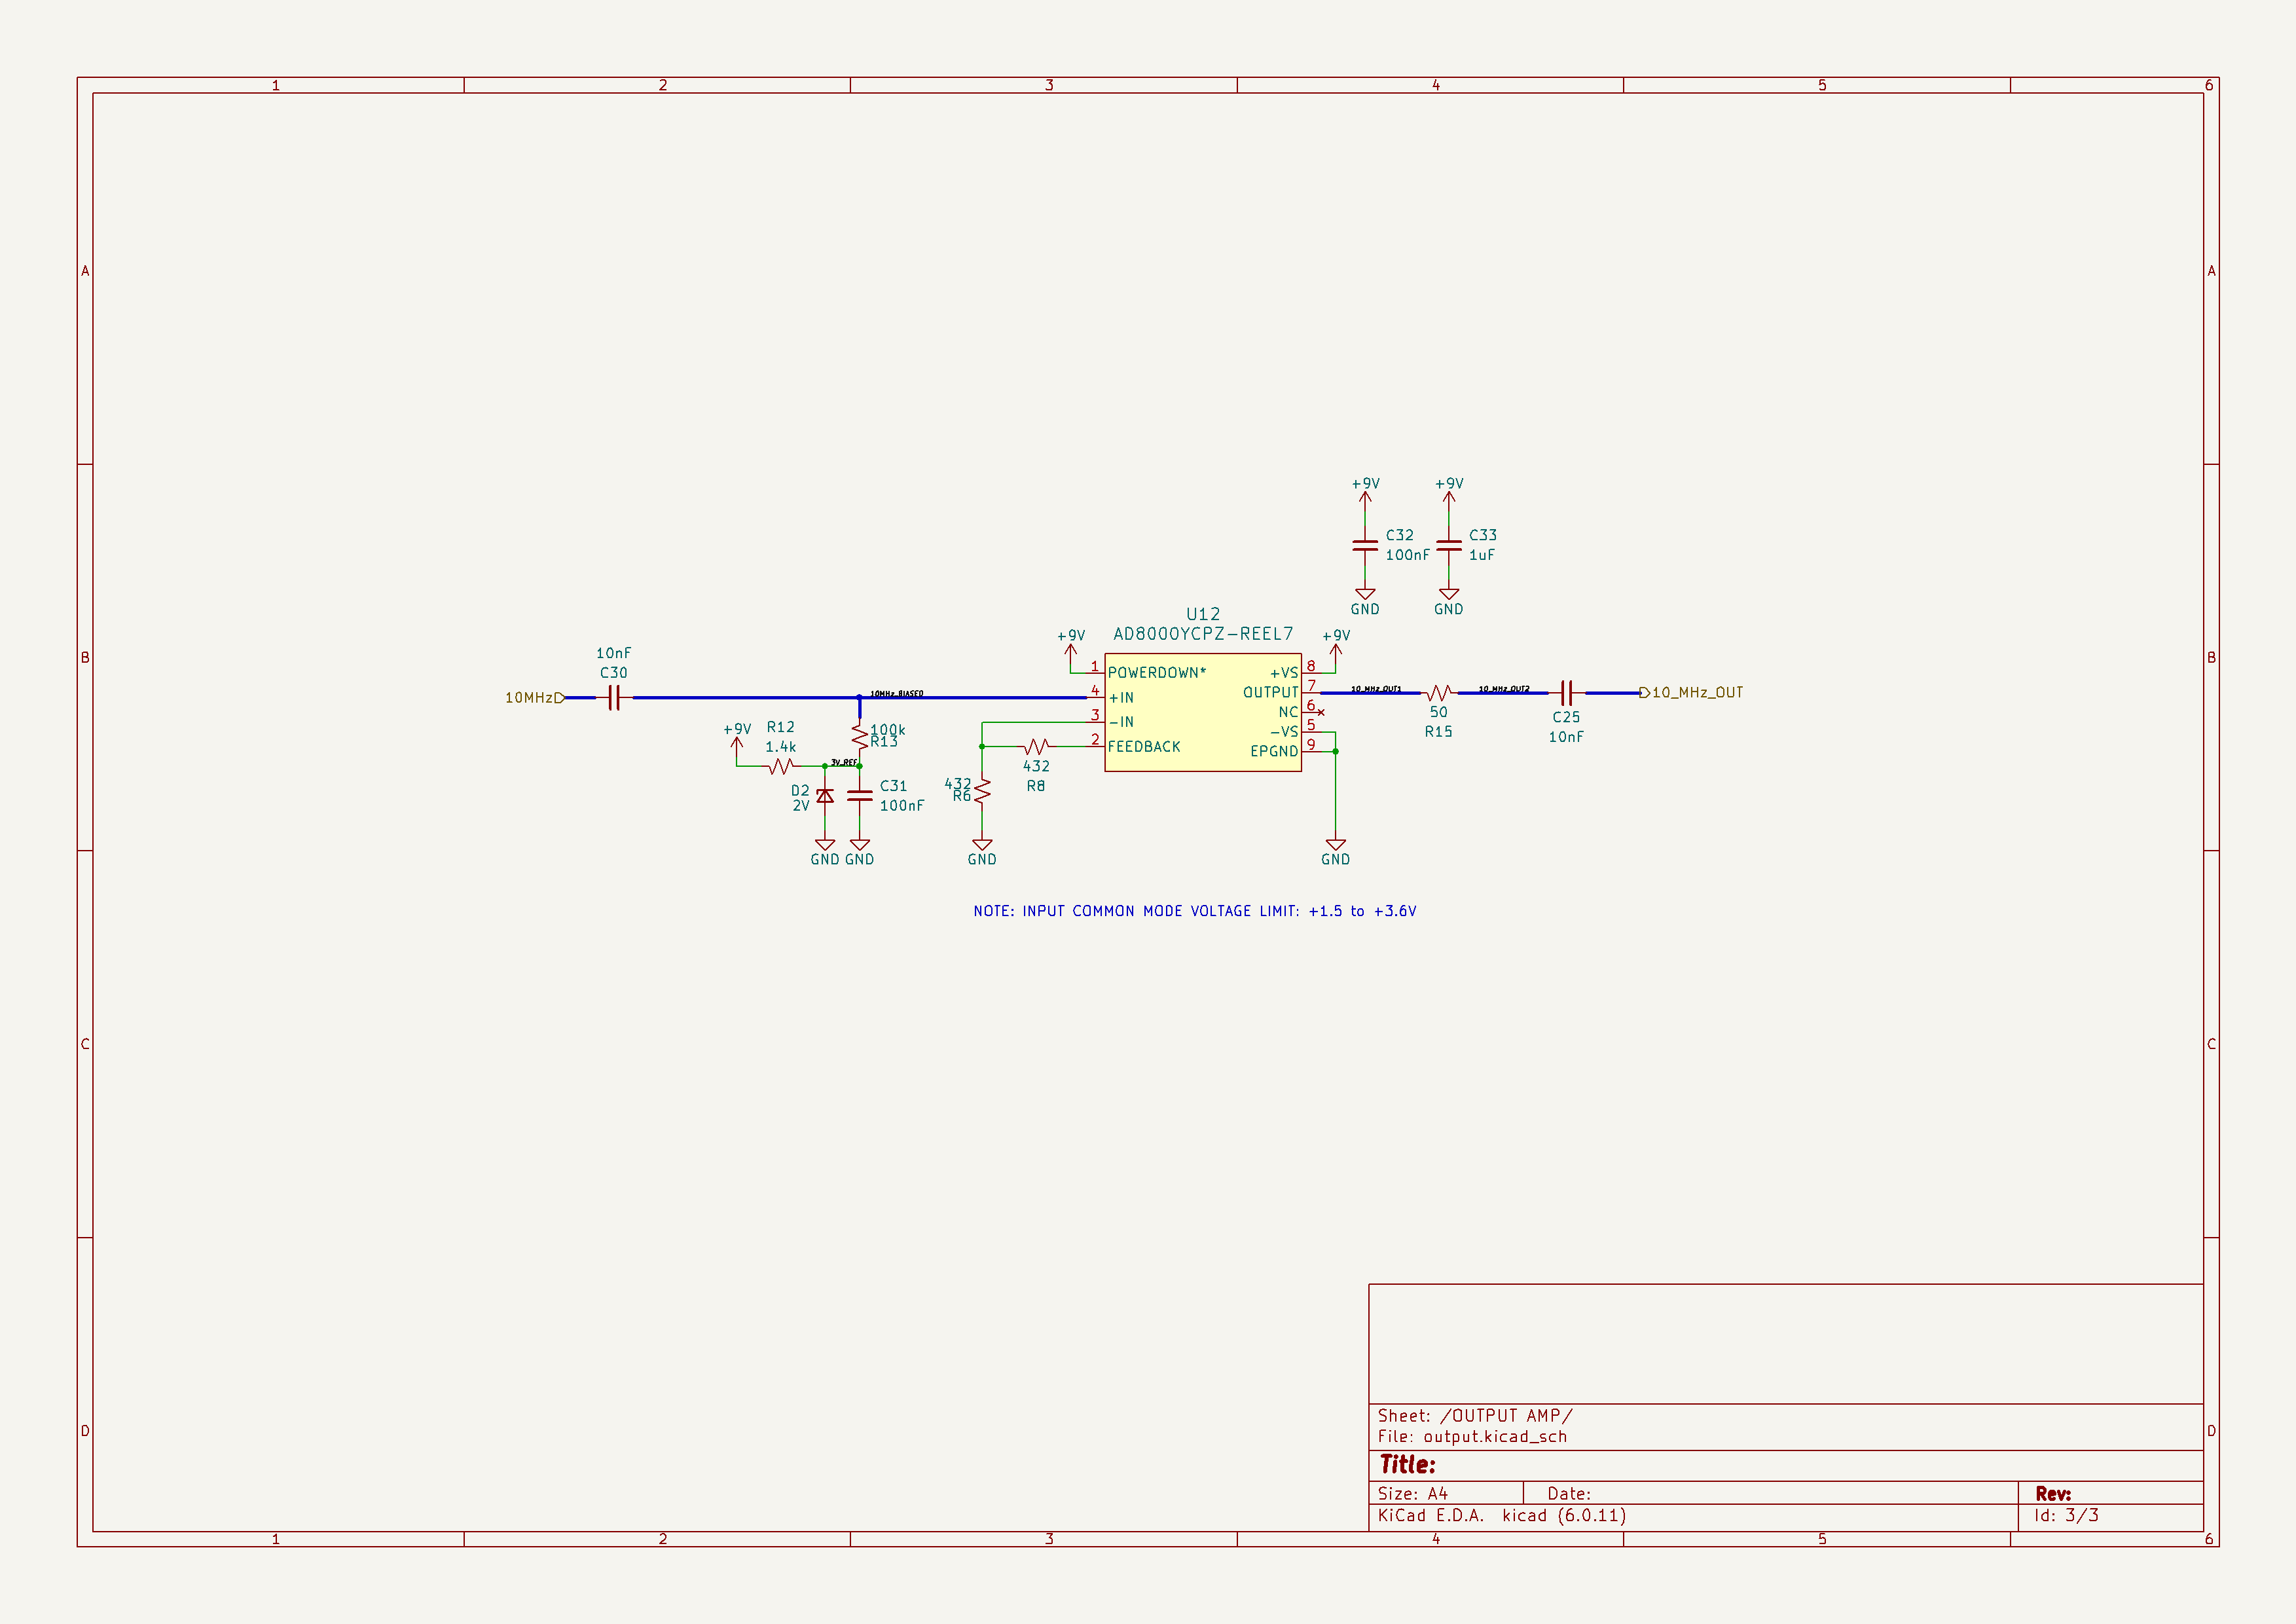 1 2 3 4 5 6
A A
+9V +9V
C32 C33
100nF 1uF
GND GND
U12
AD8000YCPZ-REEL7
+9V +9V
B B
10nF
C30
1 POWERDOWN* +VS 8
10MHz 10MHz_BIASED 4 +IN OUTPUT 7 10_MHz_OUT1 10_MHz_OUT2 10_MHz_OUT
3 -IN NC 6
-VS 5
2 FEEDBACK EPGND 9
50
R15
C25
10nF
+9V
R12
1.4k
100k
R13
3V_REF
D2
2V
C31
100nF
432
R8
432
R6
GND GND GND GND
NOTE: INPUT COMMON MODE VOLTAGE LIMIT: +1.5 to +3.6V
C C
D D
Sheet: /OUTPUT AMP/
File: output.kicad_sch
Title:
Size: A4 Date: Rev:
KiCad E.D.A. kicad (6.0.11) Id: 3/3
1 2 3 4 5 6